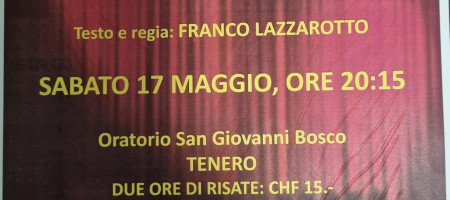 Testo e regia: FRANCO LAZZAROTTO
SABATO 17 MAGGIO, ORE 20:15
Oratorio San Giovanni Bosco
TENERO
DUE ORE DI RISATE: CHF 15.-